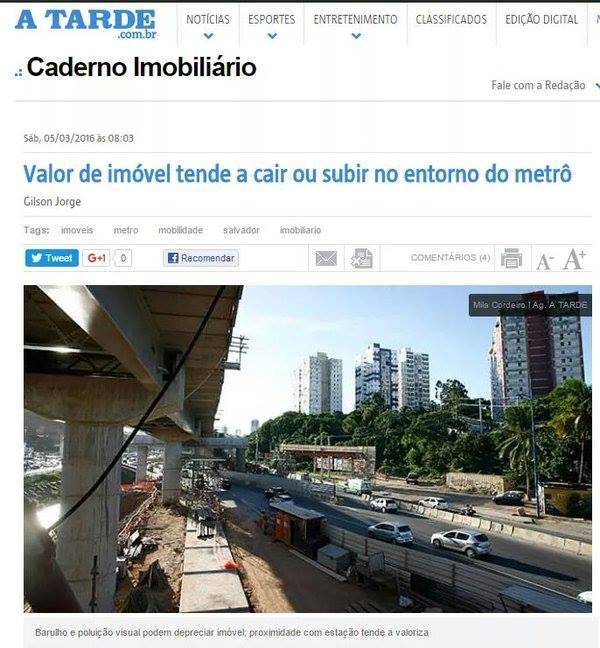 A TARDE
.com.br
NOTÍCIAS
ESPORTES
ENTRETENIMENTO
CLASSIFICADOS
EDIÇÃO DIGITAL
.: Caderno Imobiliário
Fale com a Redação
Sáb, 05/03/2016 às 08:03
Valor de imóvel tende a cair ou subir no entorno do metrô
Gilson Jorge
Tags: imoveis metro mobilidade salvador imobiliario
Tweet g+1 0 Recomendar COMENTÁRIOS (4) A- A+
Mila Cordeiro | Ag. A TARDE
Barulho e poluição visual podem depreciar imóvel; proximidade com estação tende a valoriza